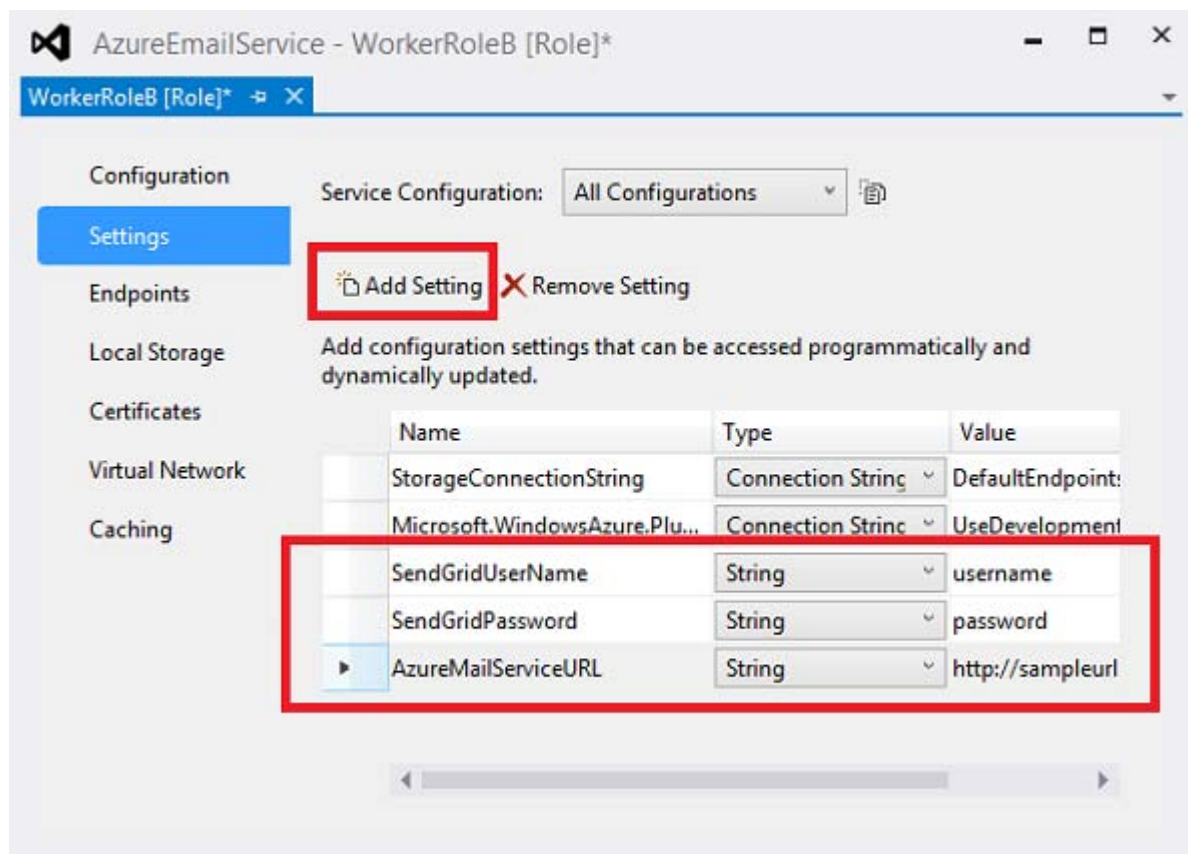 AzureEmailService - WorkerRoleB [Role]*
WorkerRoleB [Role]*
Configuration
Settings
Endpoints
Local Storage
Certificates
Virtual Network
Caching
Service Configuration: All Configurations
Add Setting Remove Setting
Add configuration settings that can be accessed programmatically and
dynamically updated.
Name Type Value
StorageConnectionString Connection String DefaultEndpoints
Microsoft.WindowsAzure.Plu... Connection String UseDevelopment
SendGridUserName String username
SendGridPassword String password
AzureMailServiceURL String http://sampleurl